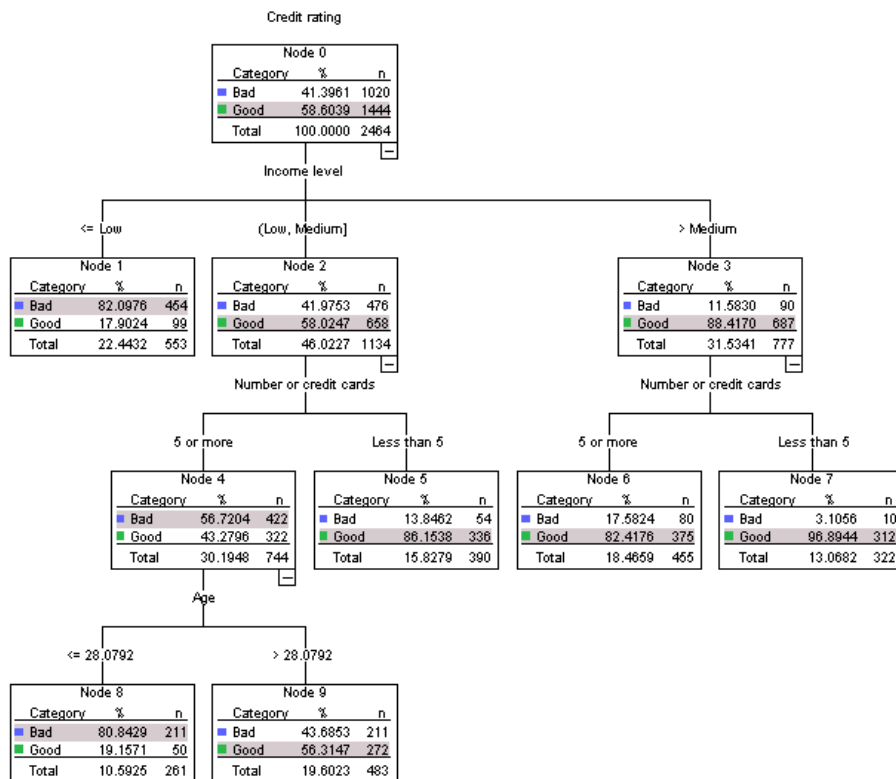 Credit rating
Node 0
Category % n
Bad 41.3961 1020
Good 58.6039 1444
Total 100.0000 2464
Income level
<= Low
(Low, Medium]
> Medium
Node 1
Category % n
Bad 82.0976 454
Good 17.9024 99
Total 22.4432 553
Node 2
Category % n
Bad 41.9753 476
Good 58.0247 658
Total 46.0227 1134
Node 3
Category % n
Bad 11.5830 90
Good 88.4170 687
Total 31.5341 777
Number or credit cards
Number or credit cards
5 or more
Less than 5
5 or more
Less than 5
Node 4
Category % n
Bad 56.7204 422
Good 43.2796 322
Total 30.1948 744
Node 5
Category % n
Bad 13.8462 54
Good 86.1538 336
Total 15.8279 390
Node 6
Category % n
Bad 17.5824 80
Good 82.4176 375
Total 18.4659 455
Node 7
Category % n
Bad 3.1056 10
Good 96.8944 312
Total 13.0682 322
Age
<= 28.0792
> 28.0792
Node 8
Category % n
Bad 80.8429 211
Good 19.1571 50
Total 10.5925 261
Node 9
Category % n
Bad 43.6853 211
Good 56.3147 272
Total 19.6023 483